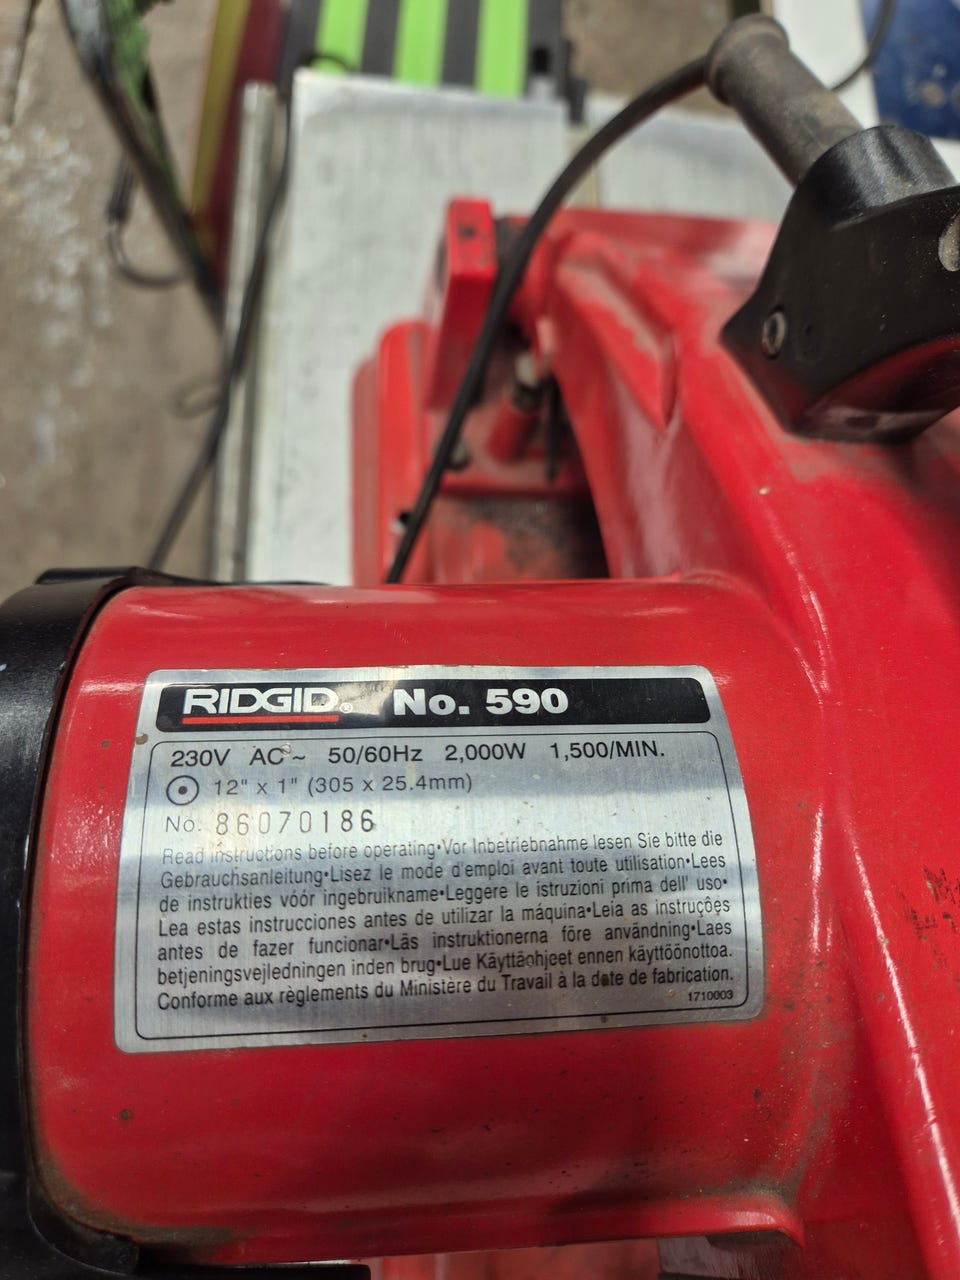 RIDGID® No. 590
230V AC ~ 50/60Hz 2,000W 1,500/MIN.
12" x 1" (305 x 25.4mm)
No. 86070186
Read instructions before operating•Vor Inbetriebnahme lesen Sie bitte die
Gebrauchsanleitung•Lisez le mode d'emploi avant toute utilisation•Lees
de instrukties vóór ingebruikname•Leggere le istruzioni prima dell' uso•
Lea estas instrucciones antes de utilizar la máquina•Leia as instruções
antes de fazer funcionar•Läs instruktionerna före användning•Laes
betjeningsvejledningen inden brug•Lue Käyttäohjeet ennen käyttöönottoa.
Conforme aux règlements du Ministère du Travail à la date de fabrication.
1710003